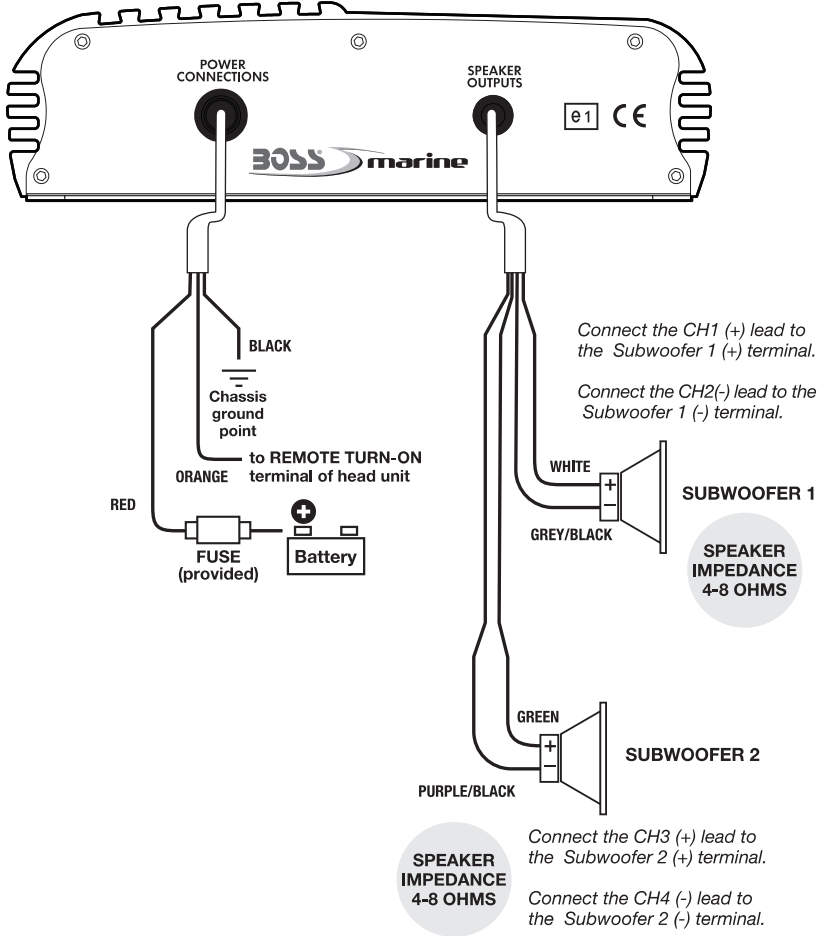 POWER
CONNECTIONS
SPEAKER
OUTPUTS
e1 CE
BOSS marine
BLACK
Chassis
ground
point
to REMOTE TURN-ON
terminal of head unit
ORANGE
RED
FUSE
(provided)
+
Battery
Connect the CH1 (+) lead to
the Subwoofer 1 (+) terminal.
Connect the CH2(-) lead to the
Subwoofer 1 (-) terminal.
WHITE
+
−
GREY/BLACK
SUBWOOFER 1
SPEAKER
IMPEDANCE
4-8 OHMS
GREEN
+
−
PURPLE/BLACK
SUBWOOFER 2
SPEAKER
IMPEDANCE
4-8 OHMS
Connect the CH3 (+) lead to
the Subwoofer 2 (+) terminal.
Connect the CH4 (-) lead to
the Subwoofer 2 (-) terminal.